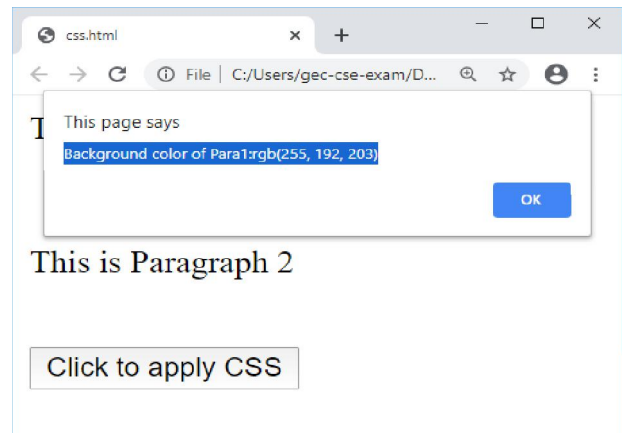 css.html
File | C:/Users/gec-cse-exam/D...
T
This page says
Background color of Para1:rgb(255, 192, 203)
OK
This is Paragraph 2
Click to apply CSS